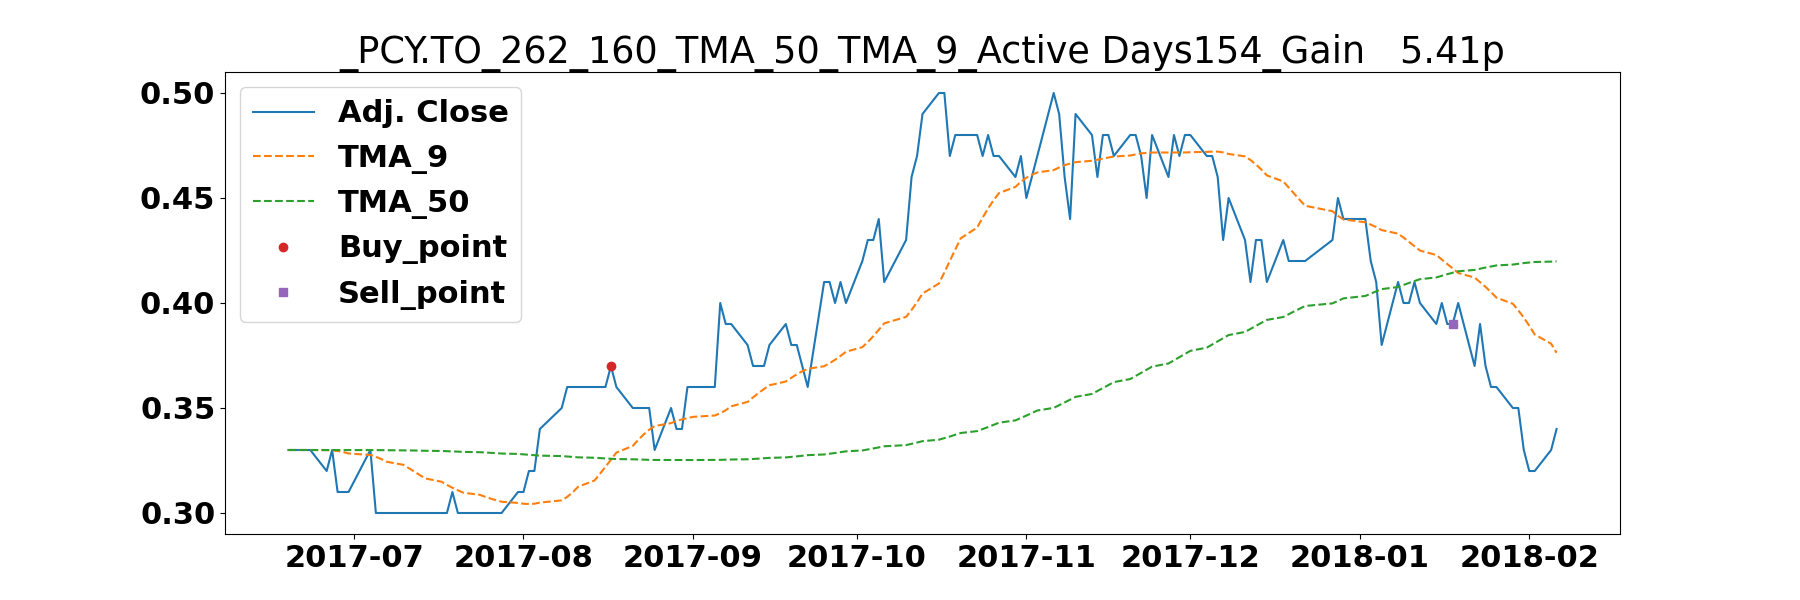 _PCY.TO_262_160_TMA_50_TMA_9_Active Days154_Gain   5.41p
0.50
0.45
0.40
0.35
0.30
Adj. Close
TMA_9
TMA_50
Buy_point
Sell_point
2017-07 2017-08 2017-09 2017-10 2017-11 2017-12 2018-01 2018-02